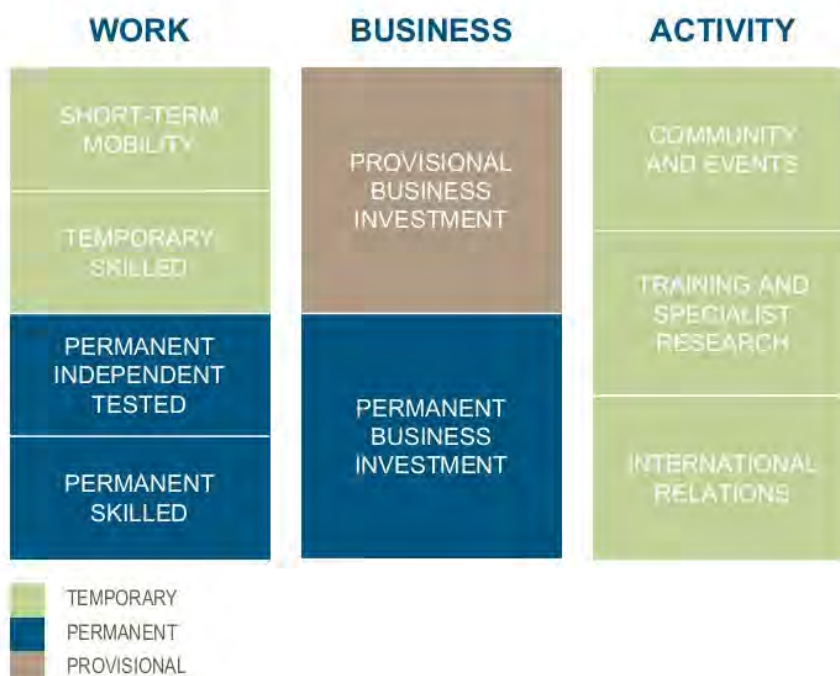 WORK
SHORT-TERM
MOBILITY
TEMPORARY
SKILLED
PERMANENT
INDEPENDENT
TESTED
PERMANENT
SKILLED
BUSINESS
PROVISIONAL
BUSINESS
INVESTMENT
PERMANENT
BUSINESS
INVESTMENT
ACTIVITY
COMMUNITY
AND EVENTS
TRAINING AND
SPECIALIST
RESEARCH
INTERNATIONAL
RELATIONS
TEMPORARY
PERMANENT
PROVISIONAL